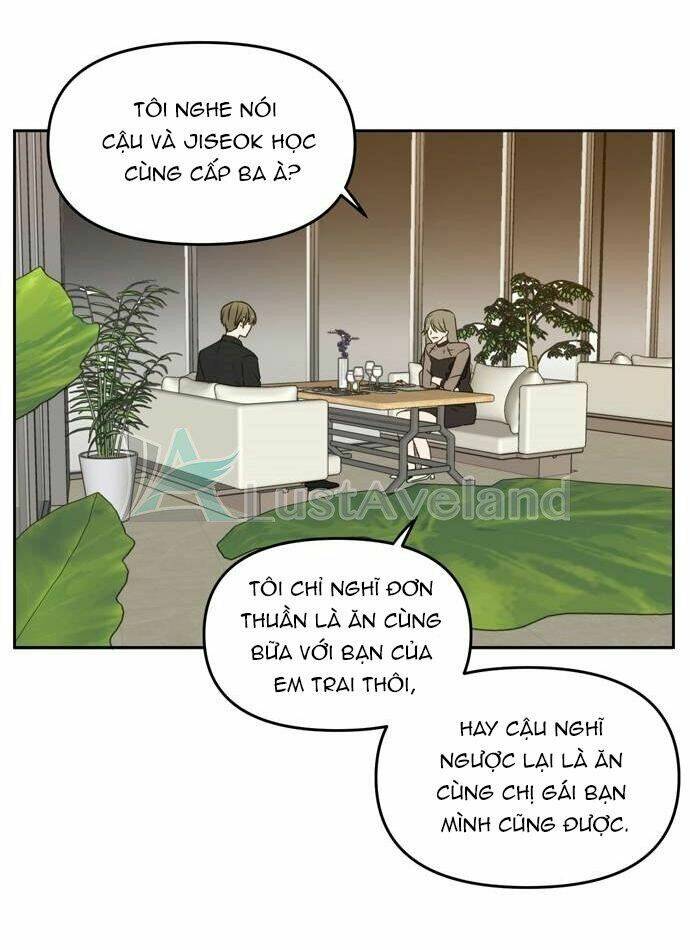 TÔI NGHE NÓI
CẬU VÀ JISEOK HỌC
CÙNG CẤP BA À?
LustAveland
TÔI CHỈ NGHĨ ĐƠN
THUẦN LÀ ĂN CÙNG
BỮA VỚI BẠN CỦA
EM TRAI THÔI,
HAY CẬU NGHĨ
NGƯỢC LẠI LÀ ĂN
CÙNG CHỊ GÁI BẠN
MÌNH CŨNG ĐƯỢC.